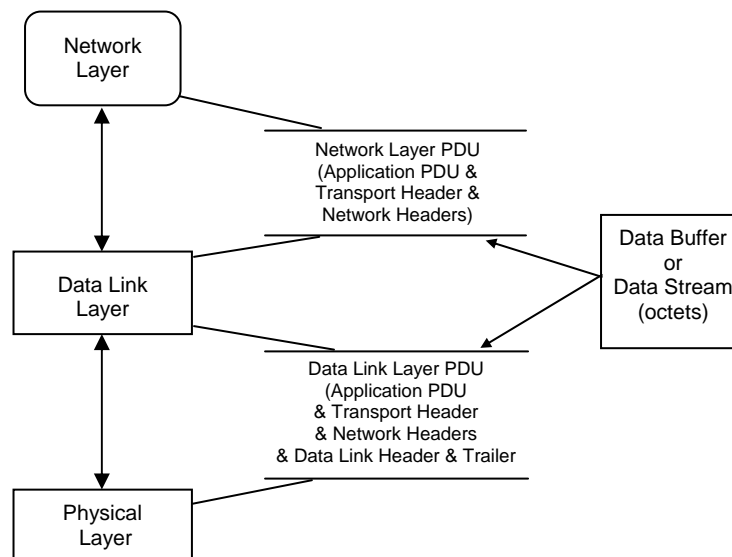 Network
Layer
Network Layer PDU
(Application PDU &
Transport Header &
Network Headers)
Data Buffer
or
Data Stream
(octets)
Data Link
Layer
Data Link Layer PDU
(Application PDU
& Transport Header
& Network Headers
& Data Link Header & Trailer
Physical
Layer